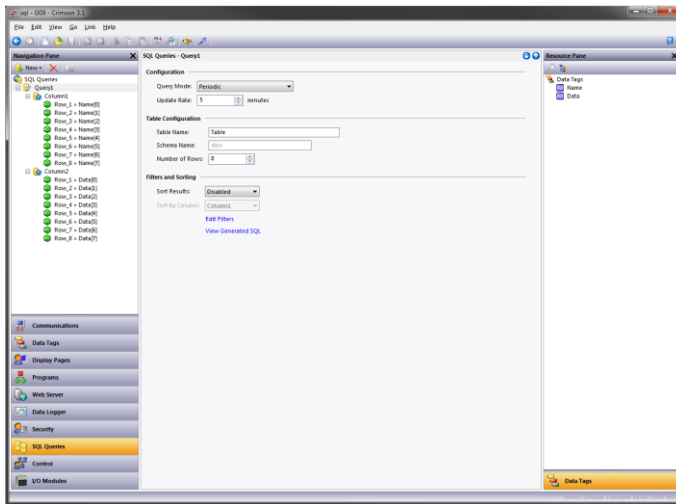 sql - G09 - Crimson 3.1
File Edit View Go Link Help
Navigation Pane
New
SQL Queries
Query1
Column1
Row_1 = Name[0]
Row_2 = Name[1]
Row_3 = Name[2]
Row_4 = Name[3]
Row_5 = Name[4]
Row_6 = Name[5]
Row_7 = Name[6]
Row_8 = Name[7]
Column2
Row_1 = Data[0]
Row_2 = Data[1]
Row_3 = Data[2]
Row_4 = Data[3]
Row_5 = Data[4]
Row_6 = Data[5]
Row_7 = Data[6]
Row_8 = Data[7]
Communications
Data Tags
Display Pages
Programs
Web Server
Data Logger
Security
SQL Queries
Control
I/O Modules
SQL Queries - Query1
Configuration
Query Mode: Periodic
Update Rate: 5 minutes
Table Configuration
Table Name: Table
Schema Name: dbo
Number of Rows: 8
Filters and Sorting
Sort Results: Disabled
Sort by Column: Column1
Edit Filters
View Generated SQL
Resource Pane
Data Tags
Name
Data
Data Tags